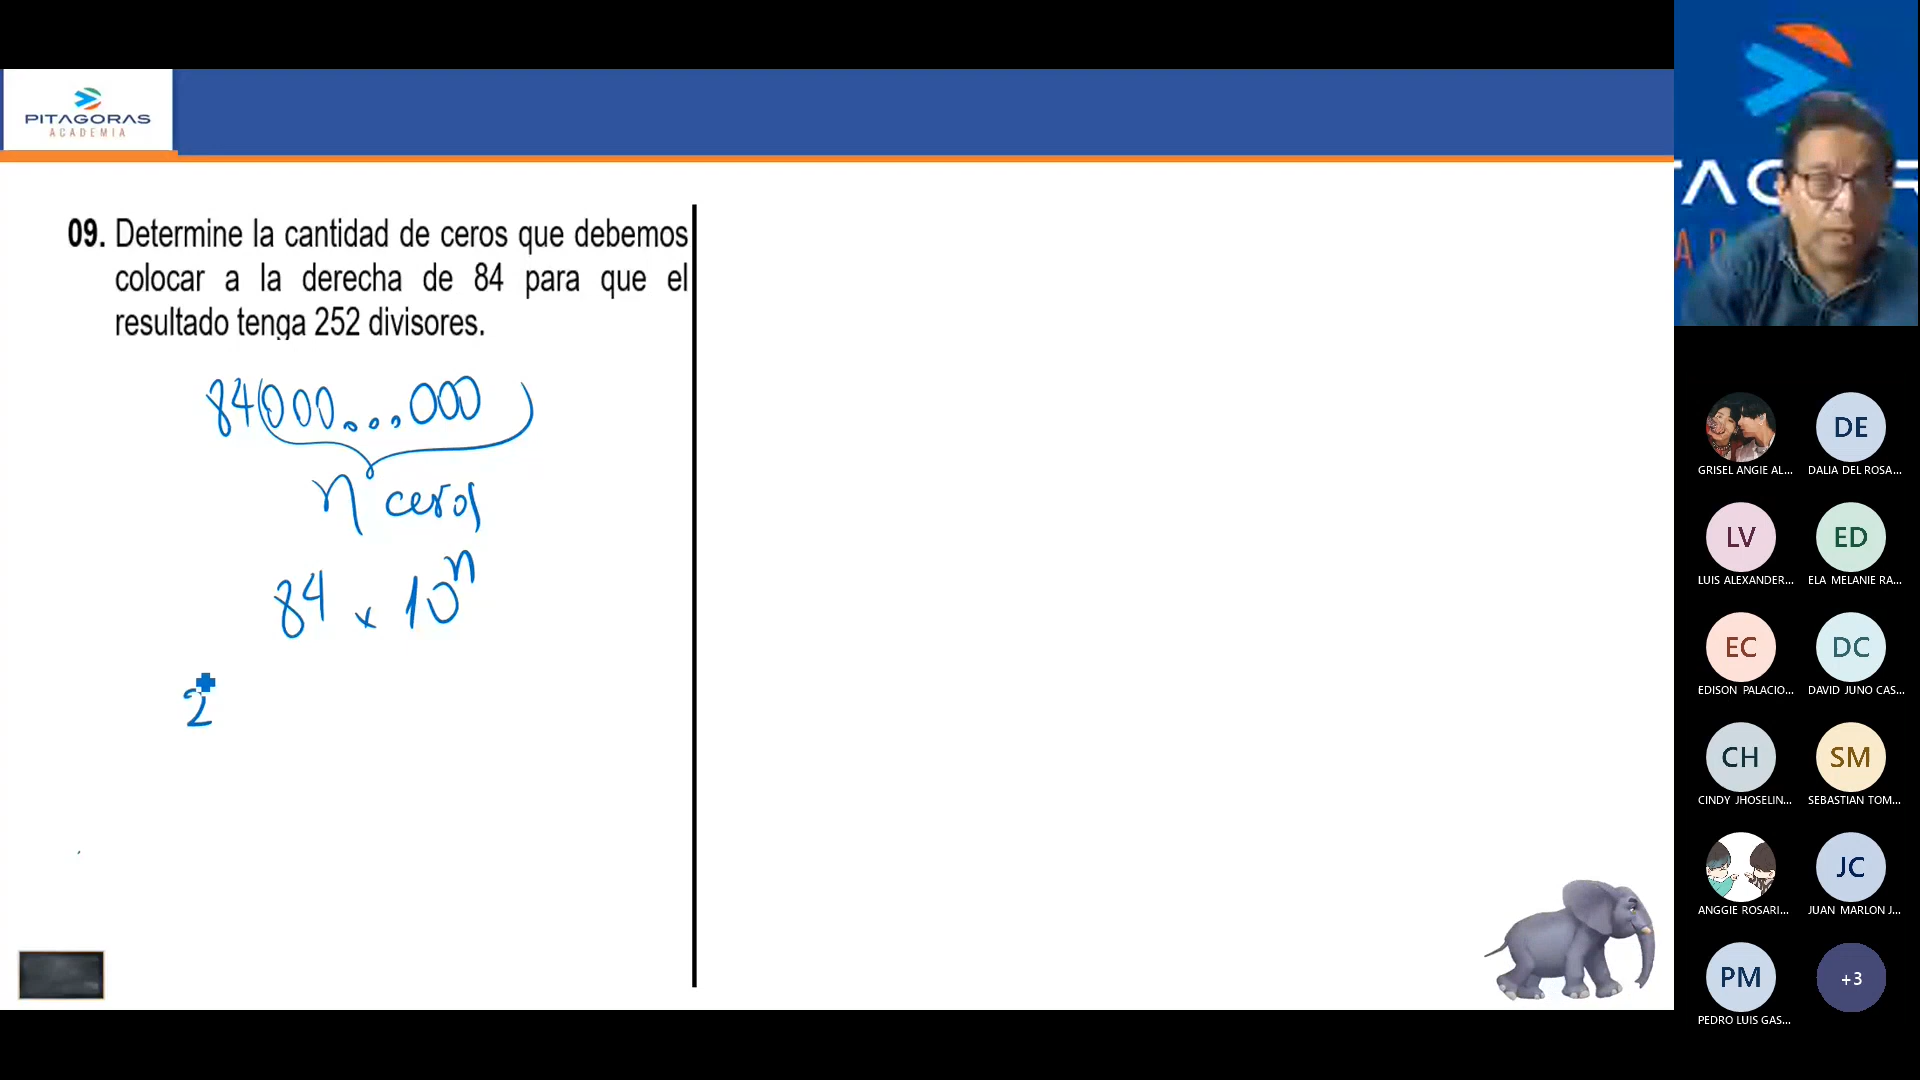 PITAGORAS
ACADEMIA
09. Determine la cantidad de ceros que debemos
colocar a la derecha de 84 para que el
resultado tenga 252 divisores.
84000...000
n ceros
84 x 10^n
2
GRISEL ANGIE AL...
DE
DALIA DEL ROSA...
LV
LUIS ALEXANDER...
ED
ELA MELANIE RA...
EC
EDISON PALACIO...
DC
DAVID JUNO CAS...
CH
CINDY JHOSELIN...
SM
SEBASTIAN TOM...
ANGGIE ROSARI...
JC
JUAN MARLON J...
PM
PEDRO LUIS GAS...
+3